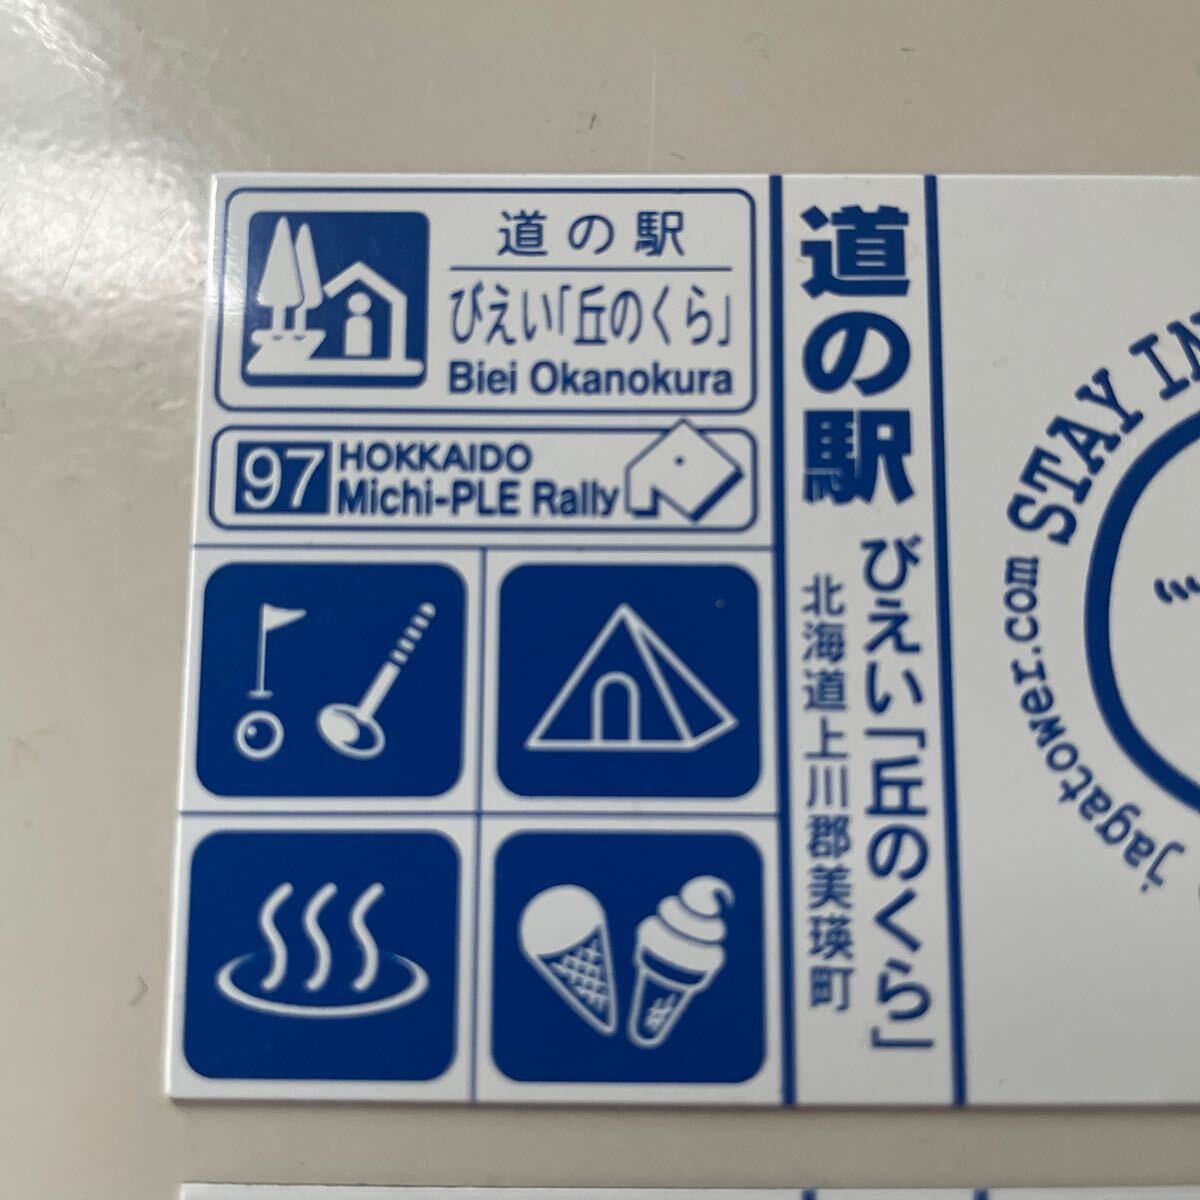 道の駅
びえい「丘のくら」
Biei Okanokura
97
HOKKAIDO
Michi-PLE Rally
道の駅
びえい「丘のくら」
北海道上川郡美瑛町
STAY IN
jagatower.com